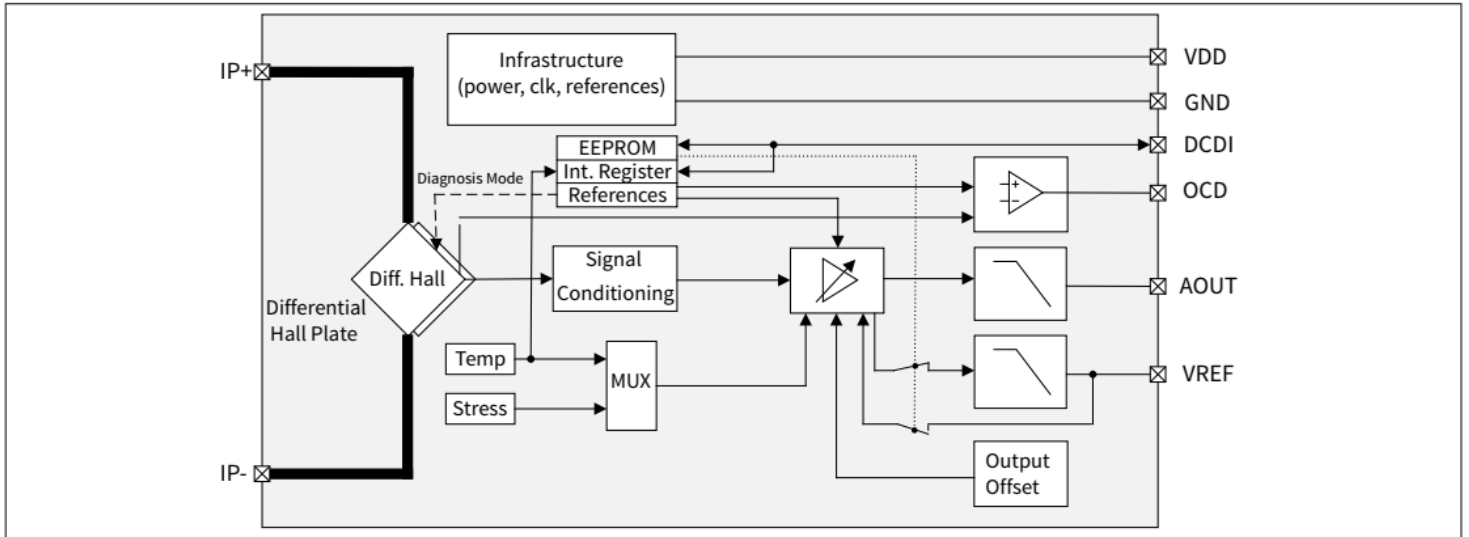 IP+
Infrastructure
(power, clk, references)
VDD
GND
EEPROM
DCDI
Int. Register
Diagnosis Mode
References
OCD
+
-
Diff. Hall
Signal
Conditioning
AOUT
Differential
Hall Plate
Temp
MUX
Stress
VREF
Output
Offset
IP-